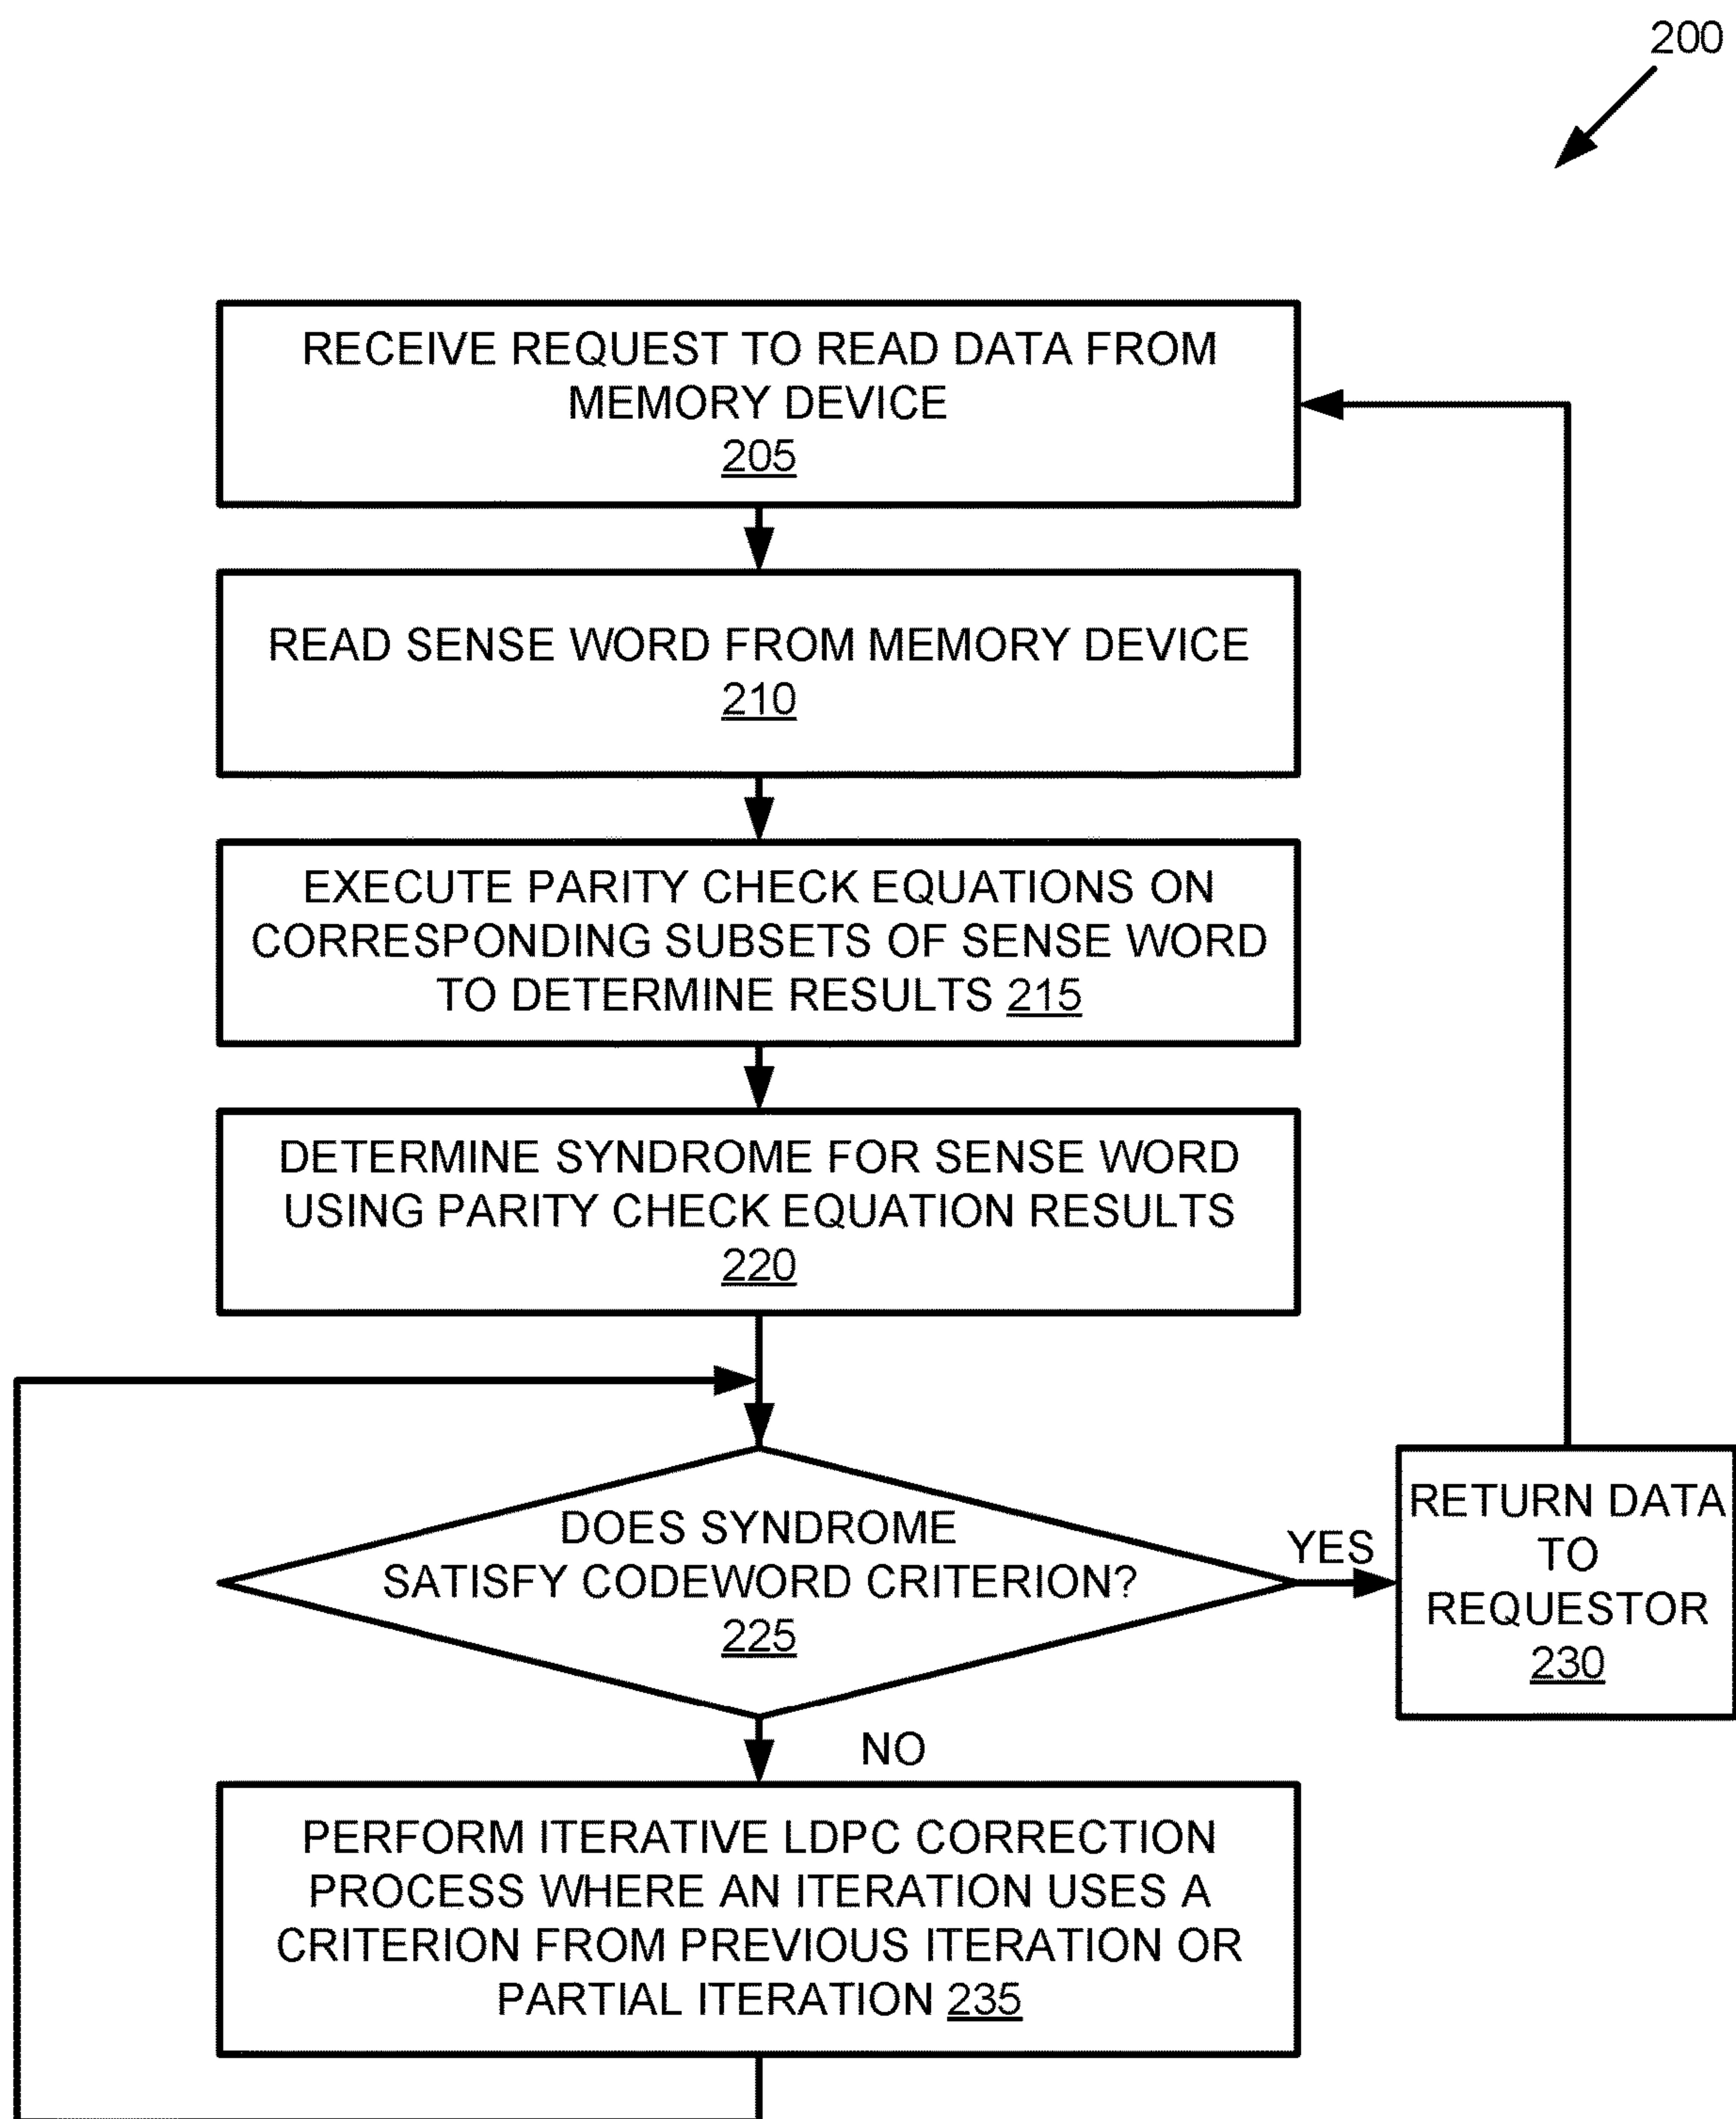 200
RECEIVE REQUEST TO READ DATA FROM
MEMORY DEVICE
205
READ SENSE WORD FROM MEMORY DEVICE
210
EXECUTE PARITY CHECK EQUATIONS ON
CORRESPONDING SUBSETS OF SENSE WORD
TO DETERMINE RESULTS 215
DETERMINE SYNDROME FOR SENSE WORD
USING PARITY CHECK EQUATION RESULTS
220
DOES SYNDROME
SATISFY CODEWORD CRITERION?
225
YES
RETURN DATA
TO
REQUESTOR
230
NO
PERFORM ITERATIVE LDPC CORRECTION
PROCESS WHERE AN ITERATION USES A
CRITERION FROM PREVIOUS ITERATION OR
PARTIAL ITERATION 235